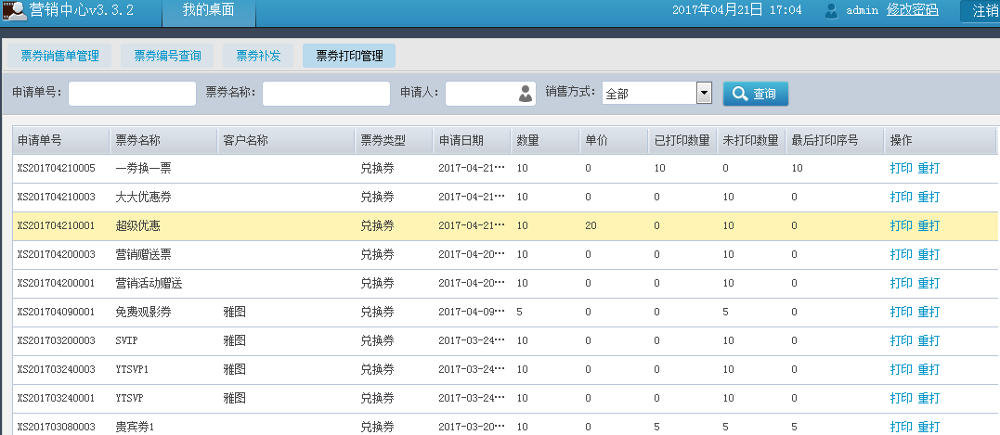 营销中心v3.3.2 我的桌面 2017年04月21日 17:04 admin 修改密码 注销
票券销售单管理 票券编号查询 票券补发 票券打印管理
申请单号: 票券名称: 申请人: 销售方式: 全部 查询
申请单号 票券名称 客户名称 票券类型 申请日期 数量 单价 已打印数量 未打印数量 最后打印序号 操作
XS201704210005 一券换一票 兑换券 2017-04-21… 10 0 10 0 10 打印 重打
XS201704210003 大大优惠券 兑换券 2017-04-21… 10 0 0 10 0 打印 重打
XS201704210001 超级优惠 兑换券 2017-04-21… 10 20 0 10 0 打印 重打
XS201704200003 营销赠送票 兑换券 2017-04-20… 10 0 0 10 0 打印 重打
XS201704200001 营销活动赠送 兑换券 2017-04-20… 10 0 0 10 0 打印 重打
XS201704090001 免费观影券 雅图 兑换券 2017-04-09… 5 0 0 5 0 打印 重打
XS201703200003 SVIP 雅图 兑换券 2017-03-24… 10 0 0 10 0 打印 重打
XS201703240003 YTSVP1 雅图 兑换券 2017-03-24… 10 0 0 10 0 打印 重打
XS201703240001 YTSVP 雅图 兑换券 2017-03-24… 10 0 0 10 0 打印 重打
XS201703080003 贵宾券1 兑换券 2017-03-20… 10 0 5 5 5 打印 重打